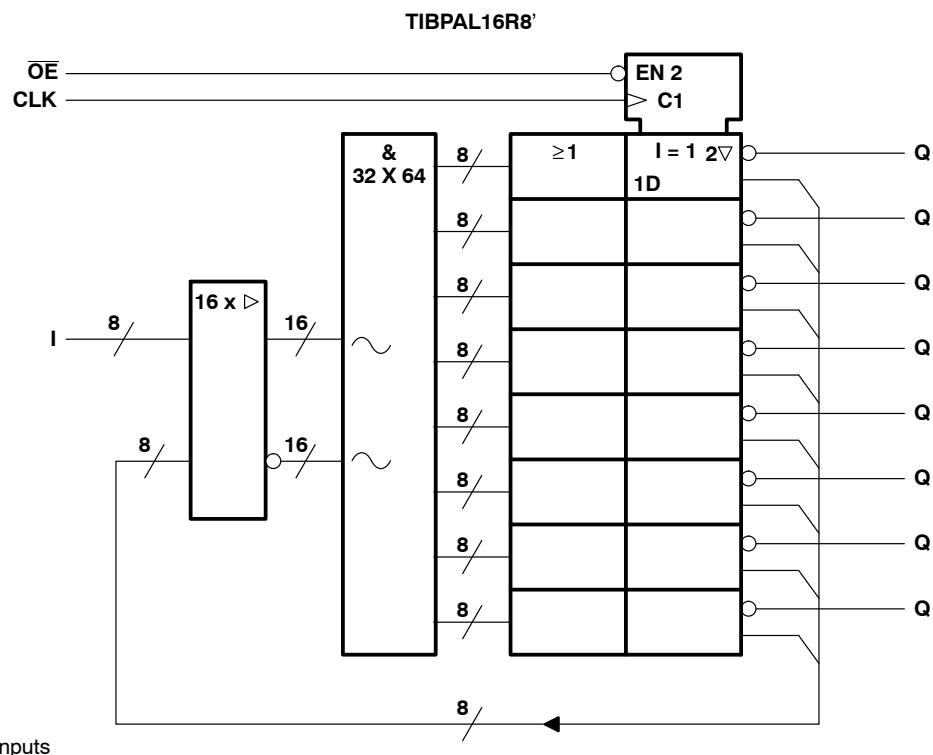 TIBPAL16R8’
OE
EN 2
CLK
C1
&
32 X 64
8
≥1
I = 1 2▽
1D
Q
8
Q
8
Q
16 x ▷
I
8
16
8
Q
8
Q
8
16
8
Q
8
Q
8
Q
8
nputs